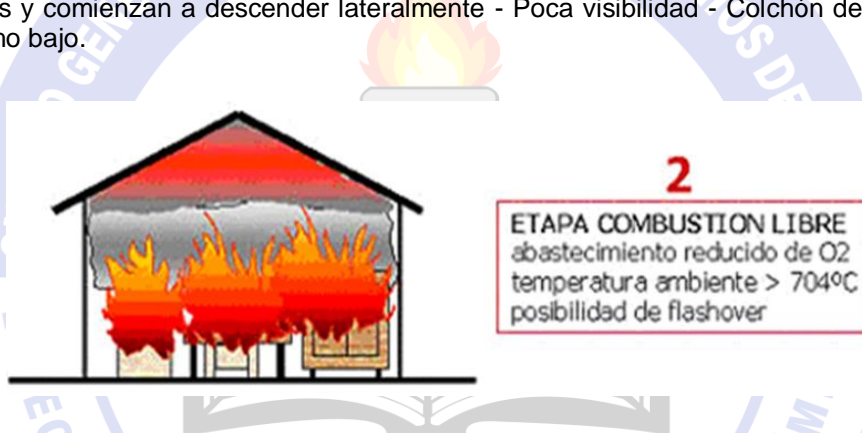 s y comienzan a descender lateralmente - Poca visibilidad - Colchón de
no bajo.
2
ETAPA COMBUSTION LIBRE
abastecimiento reducido de O2
temperatura ambiente > 704ºC
posibilidad de flashover